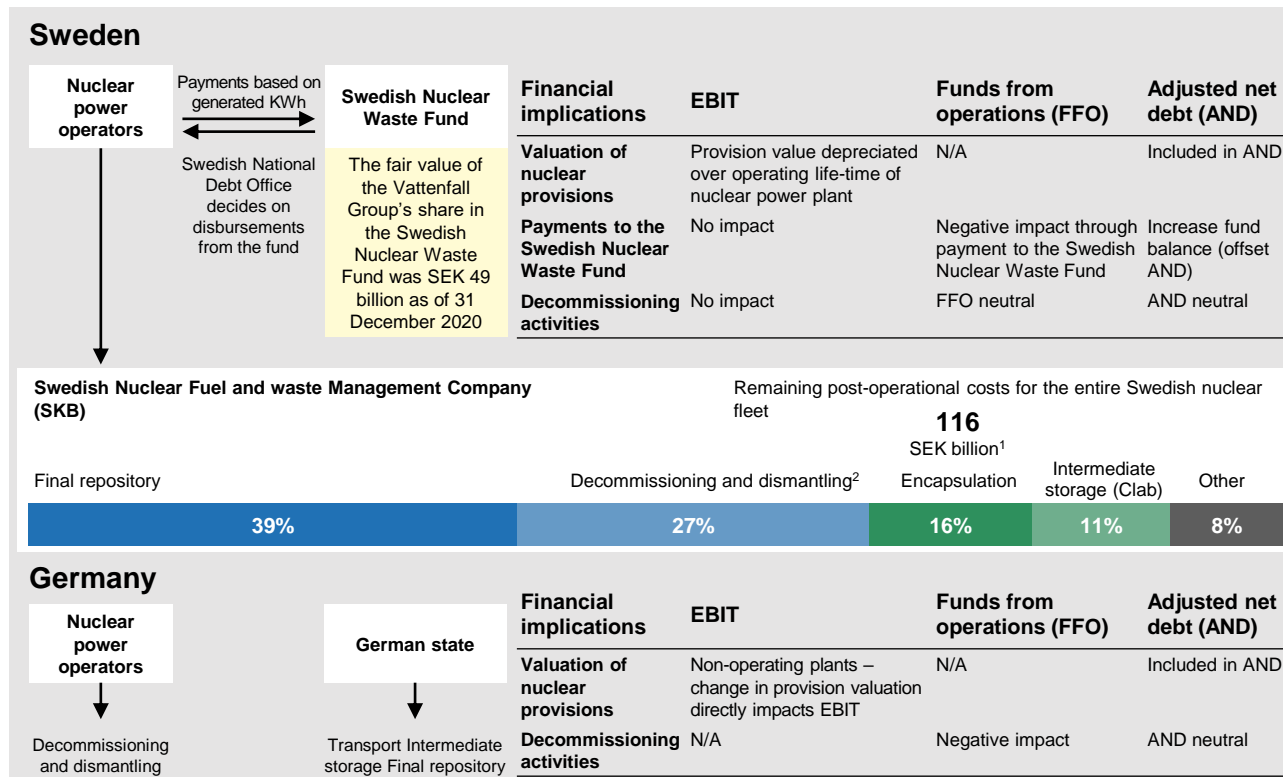 Sweden
Nuclear
power
operators
Payments based on
generated KWh
Swedish National
Debt Office
decides on
disbursements
from the fund
Swedish Nuclear
Waste Fund
The fair value of
the Vattenfall
Group's share in
the Swedish
Nuclear Waste
Fund was SEK 49
billion as of 31
December 2020
Financial
implications
EBIT
Funds from
operations (FFO)
Adjusted net
debt (AND)
Valuation of
nuclear
provisions
Provision value depreciated
over operating life-time of
nuclear power plant
N/A
Included in AND
Payments to the
Swedish Nuclear
Waste Fund
No impact
Negative impact through
payment to the Swedish
Nuclear Waste Fund
Increase fund
balance (offset
AND)
Decommissioning
activities
No impact
FFO neutral
AND neutral
Swedish Nuclear Fuel and waste Management Company
(SKB)
Remaining post-operational costs for the entire Swedish nuclear
fleet
116
SEK billion1
Final repository
Decommissioning and dismantling2
Encapsulation
Intermediate
storage (Clab)
Other
39%
27%
16%
11%
8%
Germany
Nuclear
power
operators
Decommissioning
and dismantling
German state
Transport Intermediate
storage Final repository
Financial
implications
EBIT
Funds from
operations (FFO)
Adjusted net
debt (AND)
Valuation of
nuclear
provisions
Non-operating plants –
change in provision valuation
directly impacts EBIT
N/A
Included in AND
Decommissioning
activities
N/A
Negative impact
AND neutral